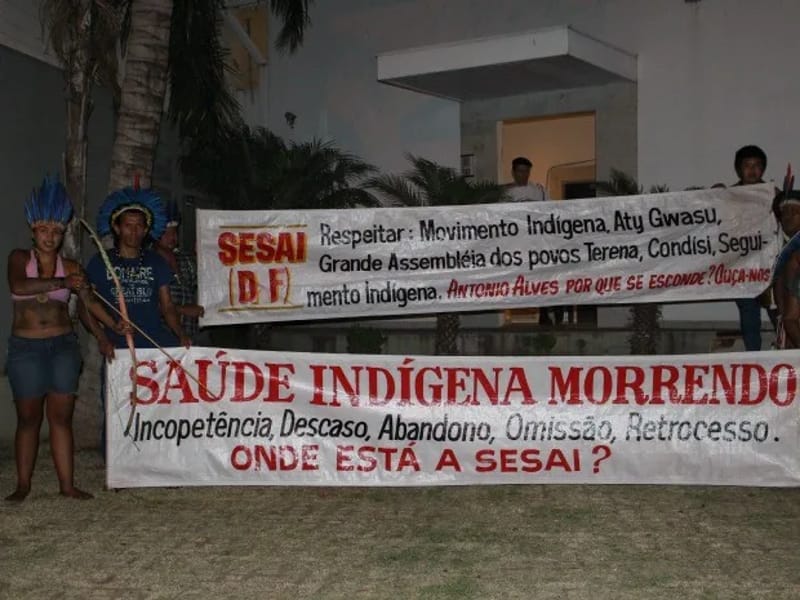 SESAI
(DF)
Respeitar: Movimento Indígena, Aty Gwasu,
Grande Assembléia dos povos Terena, Condisi, Segui-
mento Indígena. Antonio Alves por que se esconde? Ouça-nos
SAÚDE INDÍGENA MORRENDO
Incopetência, Descaso, Abandono, Omissão, Retrocesso.
ONDE ESTÁ A SESAI?